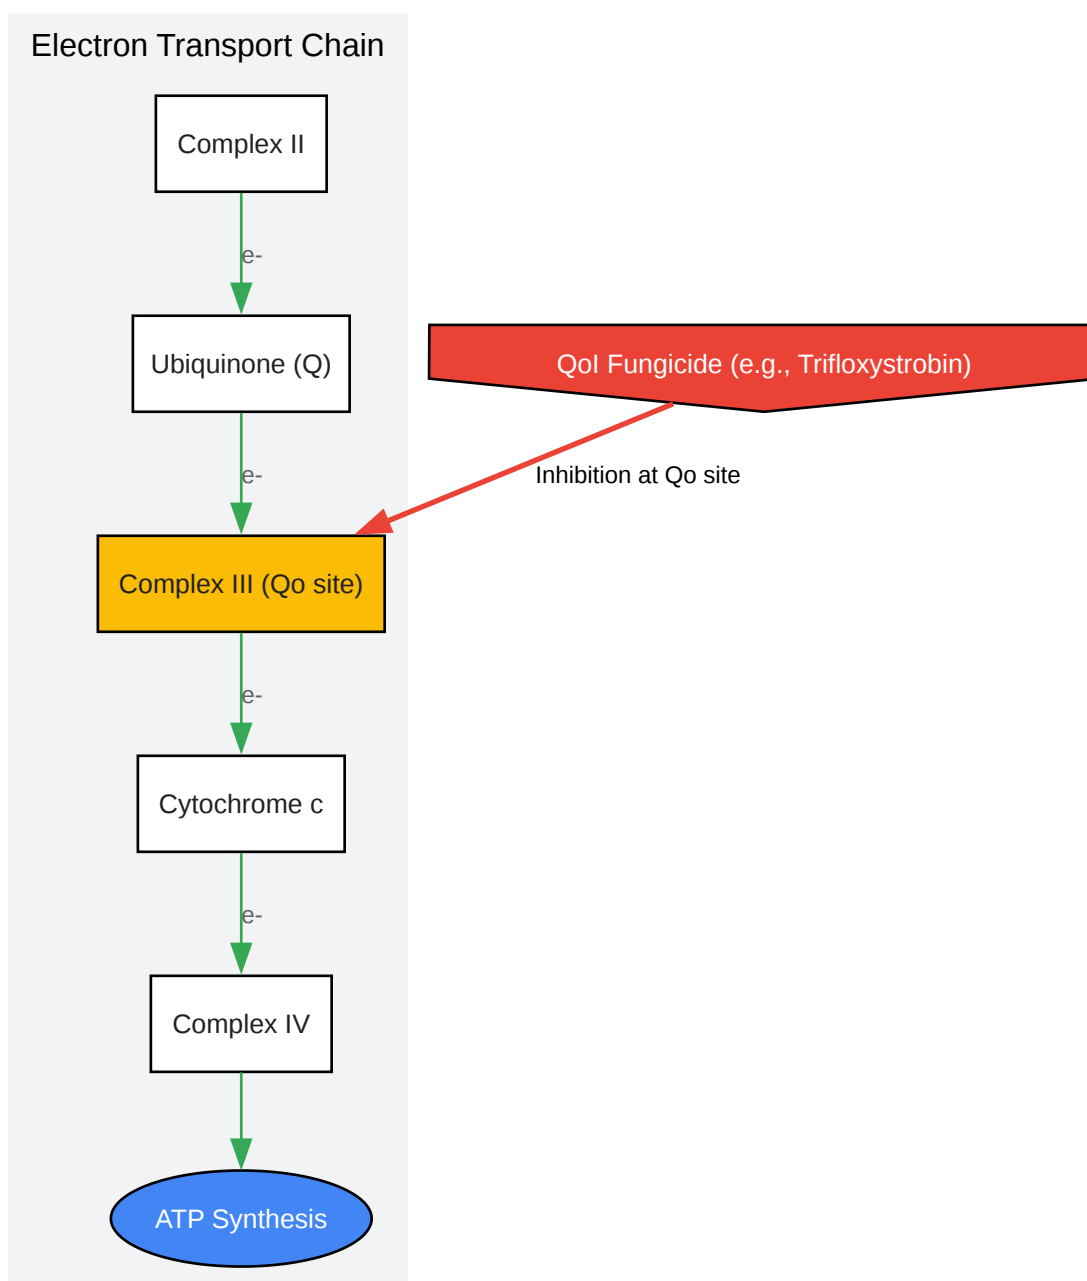 Electron Transport Chain
Complex II
e-
Ubiquinone (Q)
QoI Fungicide (e.g., Trifloxystrobin)
e-
Inhibition at Qo site
Complex III (Qo site)
e-
Cytochrome c
e-
Complex IV
ATP Synthesis